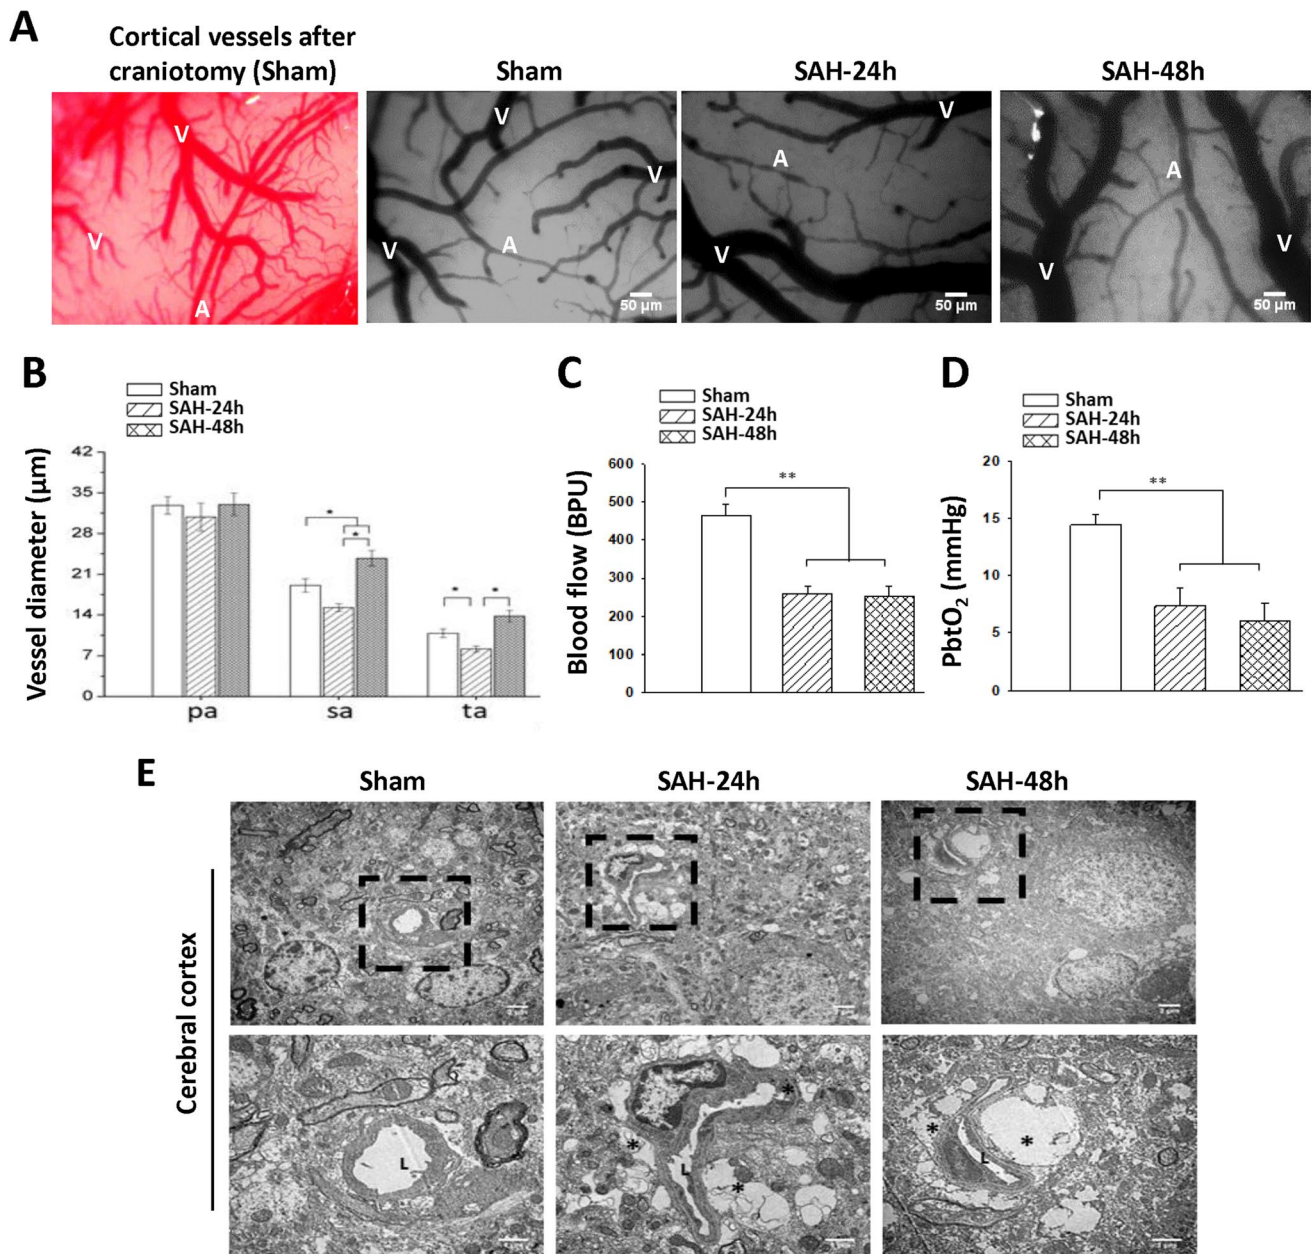 A
Cortical vessels after
craniotomy (Sham)
Sham
SAH-24h
SAH-48h
V
V
A
V
V
V
A
50 µm
V
A
V
50 µm
A
V
V
50 µm
B
Sham
SAH-24h
SAH-48h
Vessel diameter (µm)
42
35
28
21
14
7
0
*
*
*
*
pa
sa
ta
C
Sham
SAH-24h
SAH-48h
Blood flow (BPU)
600
500
400
300
200
100
0
**
D
Sham
SAH-24h
SAH-48h
PbtO2 (mmHg)
20
15
10
5
0
**
E
Sham
SAH-24h
SAH-48h
Cerebral cortex
L
*
*
L
*
*
*
L